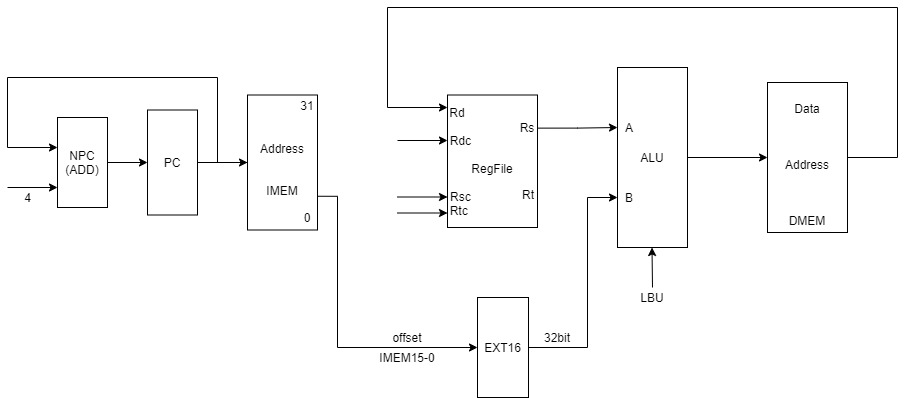 NPC
(ADD)
4
PC
31
Address
IMEM
0
offset
IMEM15-0
EXT16
32bit
Rd
Rdc
RegFile
Rsc
Rtc
Rs
Rt
A
ALU
B
LBU
Data
Address
DMEM